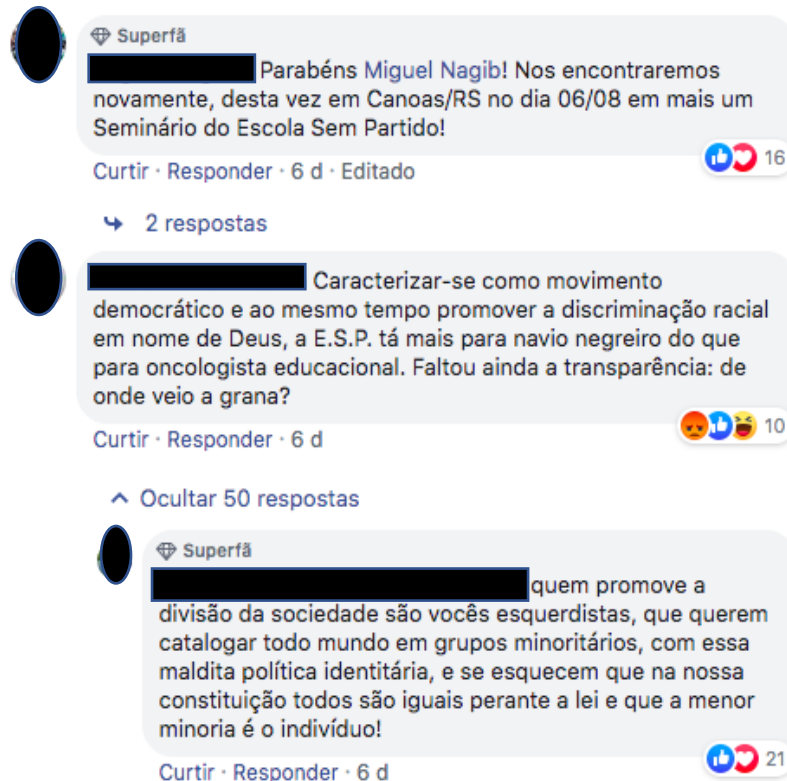 Superfã
Parabéns Miguel Nagib! Nos encontraremos
novamente, desta vez em Canoas/RS no dia 06/08 em mais um
Seminário do Escola Sem Partido!
16
Curtir · Responder · 6 d · Editado
2 respostas
Caracterizar-se como movimento
democrático e ao mesmo tempo promover a discriminação racial
em nome de Deus, a E.S.P. tá mais para navio negreiro do que
para oncologista educacional. Faltou ainda a transparência: de
onde veio a grana?
10
Curtir · Responder · 6 d
Ocultar 50 respostas
Superfã
quem promove a
divisão da sociedade são vocês esquerdistas, que querem
catalogar todo mundo em grupos minoritários, com essa
maldita política identitária, e se esquecem que na nossa
constituição todos são iguais perante a lei e que a menor
minoria é o indivíduo!
21
Curtir · Responder · 6 d